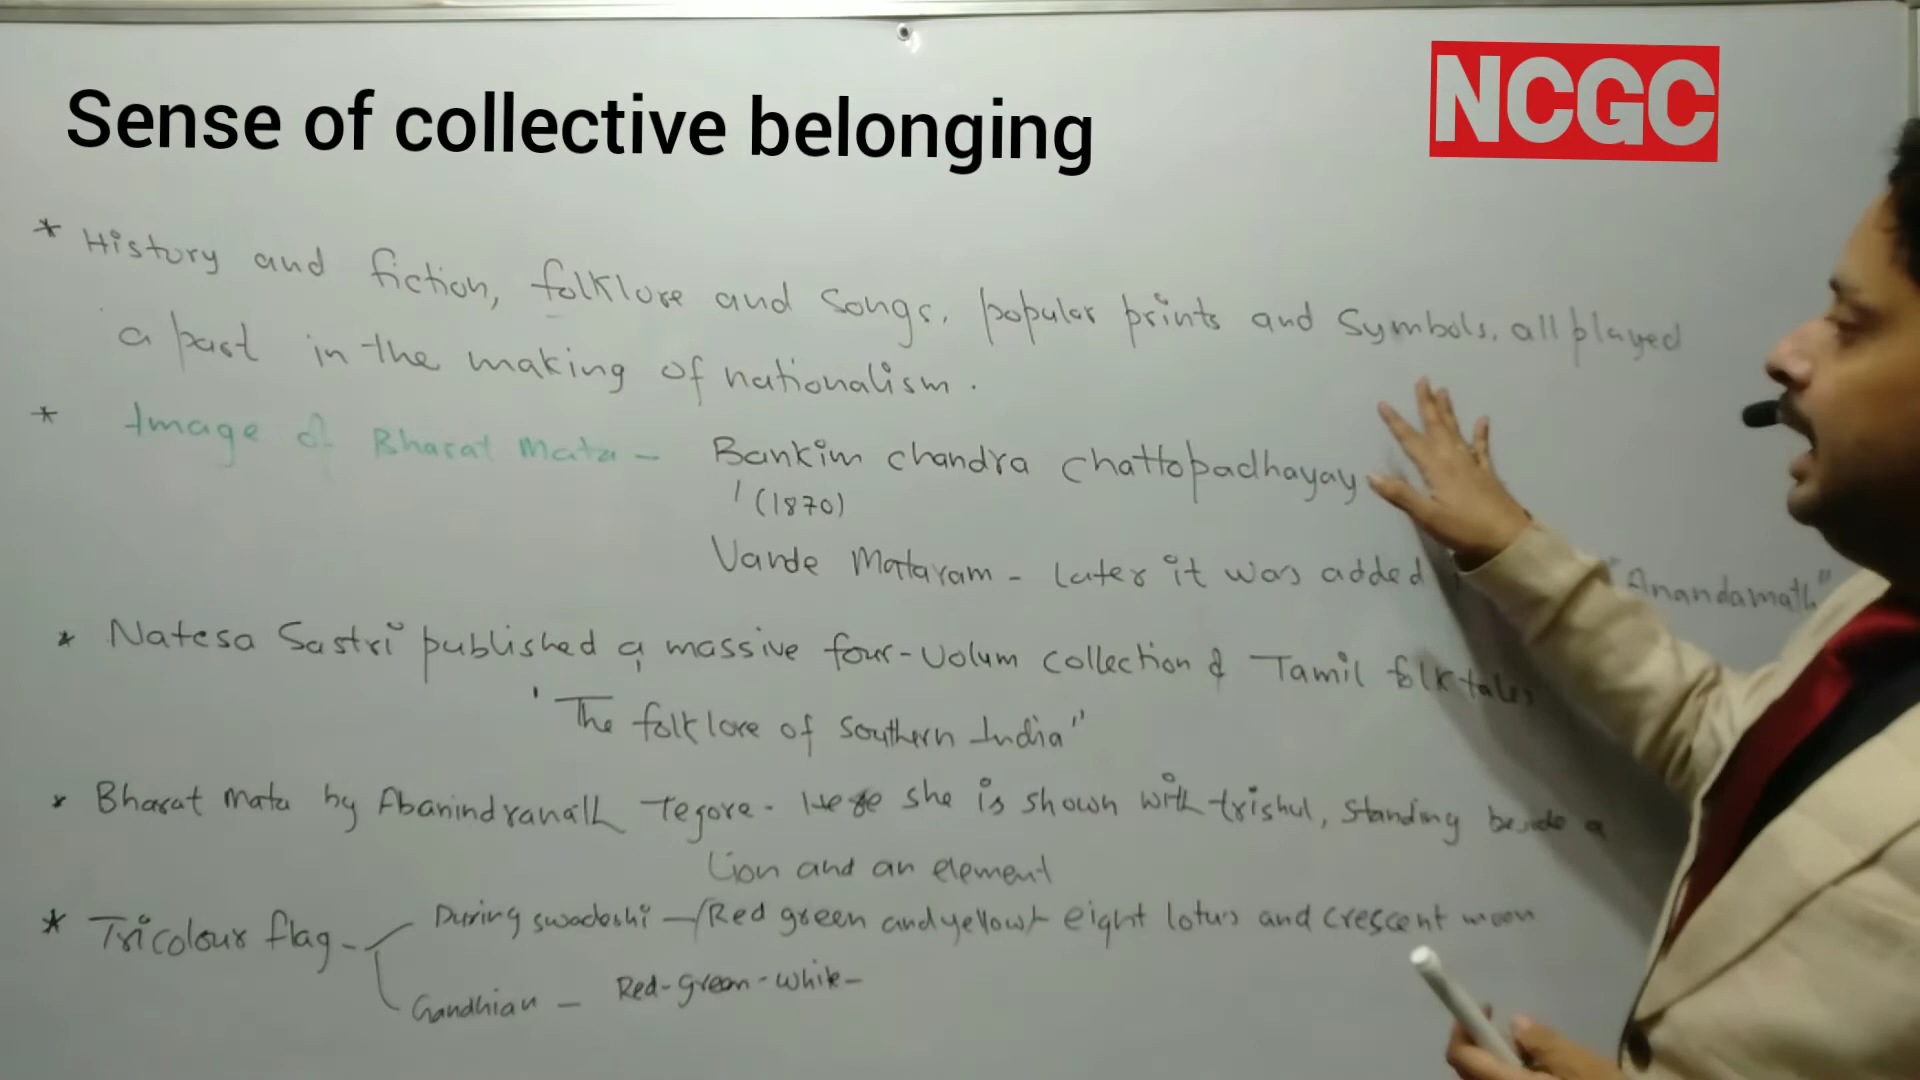 Sense of collective belonging
NCGC
* History and fiction, folklore and songs, popular prints and symbols, all played
a part in the making of nationalism.
* Image of Bharat Mata - Bankim chandra chattopadhayay
(1870)
Vande Mataram - Later it was added "Anandamath"
* Natesa Sastri published a massive four-volum collection of Tamil folktales
"The folklore of southern India"
* Bharat Mata by Abanindranath Tegore - Here she is shown with trishul, standing beside a
Lion and an element
* Tricolour flag - During swadeshi - Red green and yellow eight lotus and crescent moon
Gandhian - Red-green-white-